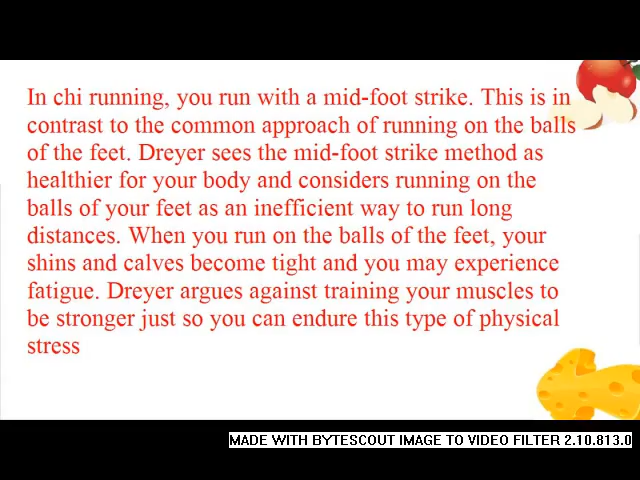 In chi running, you run with a mid-foot strike. This is in
contrast to the common approach of running on the balls
of the feet. Dreyer sees the mid-foot strike method as
healthier for your body and considers running on the
balls of your feet as an inefficient way to run long
distances. When you run on the balls of the feet, your
shins and calves become tight and you may experience
fatigue. Dreyer argues against training your muscles to
be stronger just so you can endure this type of physical
stress
MADE WITH BYTESCOUT IMAGE TO VIDEO FILTER 2.10.813.0